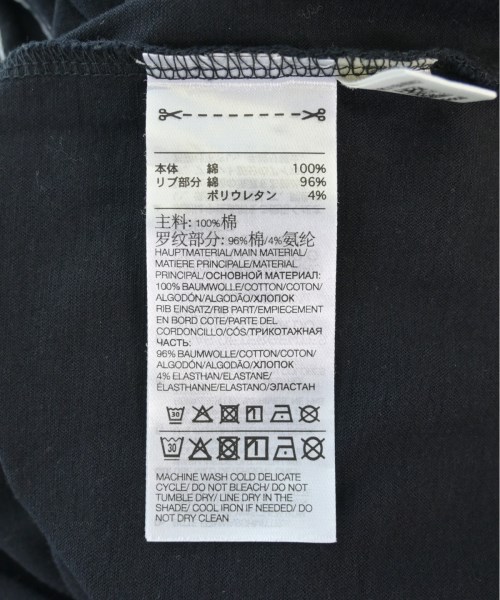 本体 綿 100%
リブ部分 綿 96%
ポリウレタン 4%
主料: 100%棉
罗纹部分: 96%棉/4%氨纶
HAUPTMATERIAL/MAIN MATERIAL/
MATIERE PRINCIPALE/MATERIAL
PRINCIPAL/ОСНОВНОЙ МАТЕРИАЛ:
100% BAUMWOLLE/COTTON/COTON/
ALGODÓN/ALGODÃO/ХЛОПОК
RIB EINSATZ/RIB PART/EMPIECEMENT
EN BORD COTE/PARTE DEL
CORDONCILLO/CÓS/ТРИКОТАЖНАЯ
ЧАСТЬ:
96% BAUMWOLLE/COTTON/COTON/
ALGODÓN/ALGODÃO/ХЛОПОК
4% ELASTHAN/ELASTANE/
ÉLASTHANNE/ELASTANO/ЭЛАСТАН
30
30
MACHINE WASH COLD DELICATE
CYCLE/ DO NOT BLEACH/ DO NOT
TUMBLE DRY/ LINE DRY IN THE
SHADE/ COOL IRON IF NEEDED/ DO
NOT DRY CLEAN